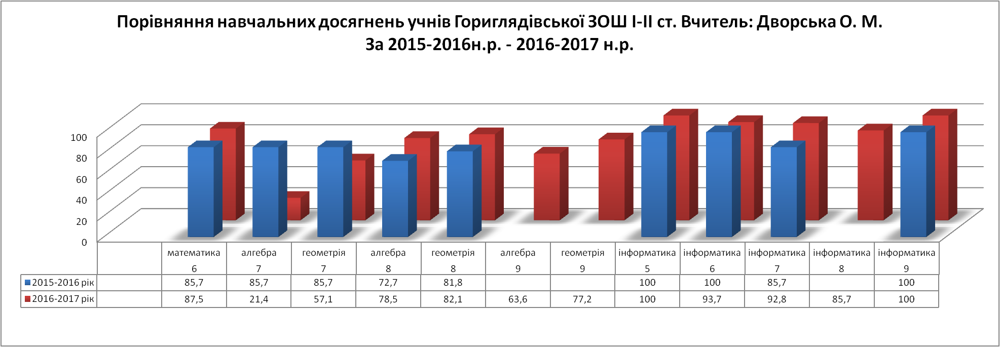 Порівняння навчальних досягнень учнів Горигляdівської ЗОШ І-ІІ ст. Вчитель: Дворська О. М.
За 2015-2016н.р. - 2016-2017 н.р.
100
80
60
40
20
0
математика 6 алгебра 7 геометрія 7 алгебра 8 геометрія 8 алгебра 9 геометрія 9 інформатика 5 інформатика 6 інформатика 7 інформатика 8 інформатика 9
2015-2016 рік 85,7 85,7 85,7 72,7 81,8 100 100 85,7 100
2016-2017 рік 87,5 21,4 57,1 78,5 82,1 63,6 77,2 100 93,7 92,8 85,7 100